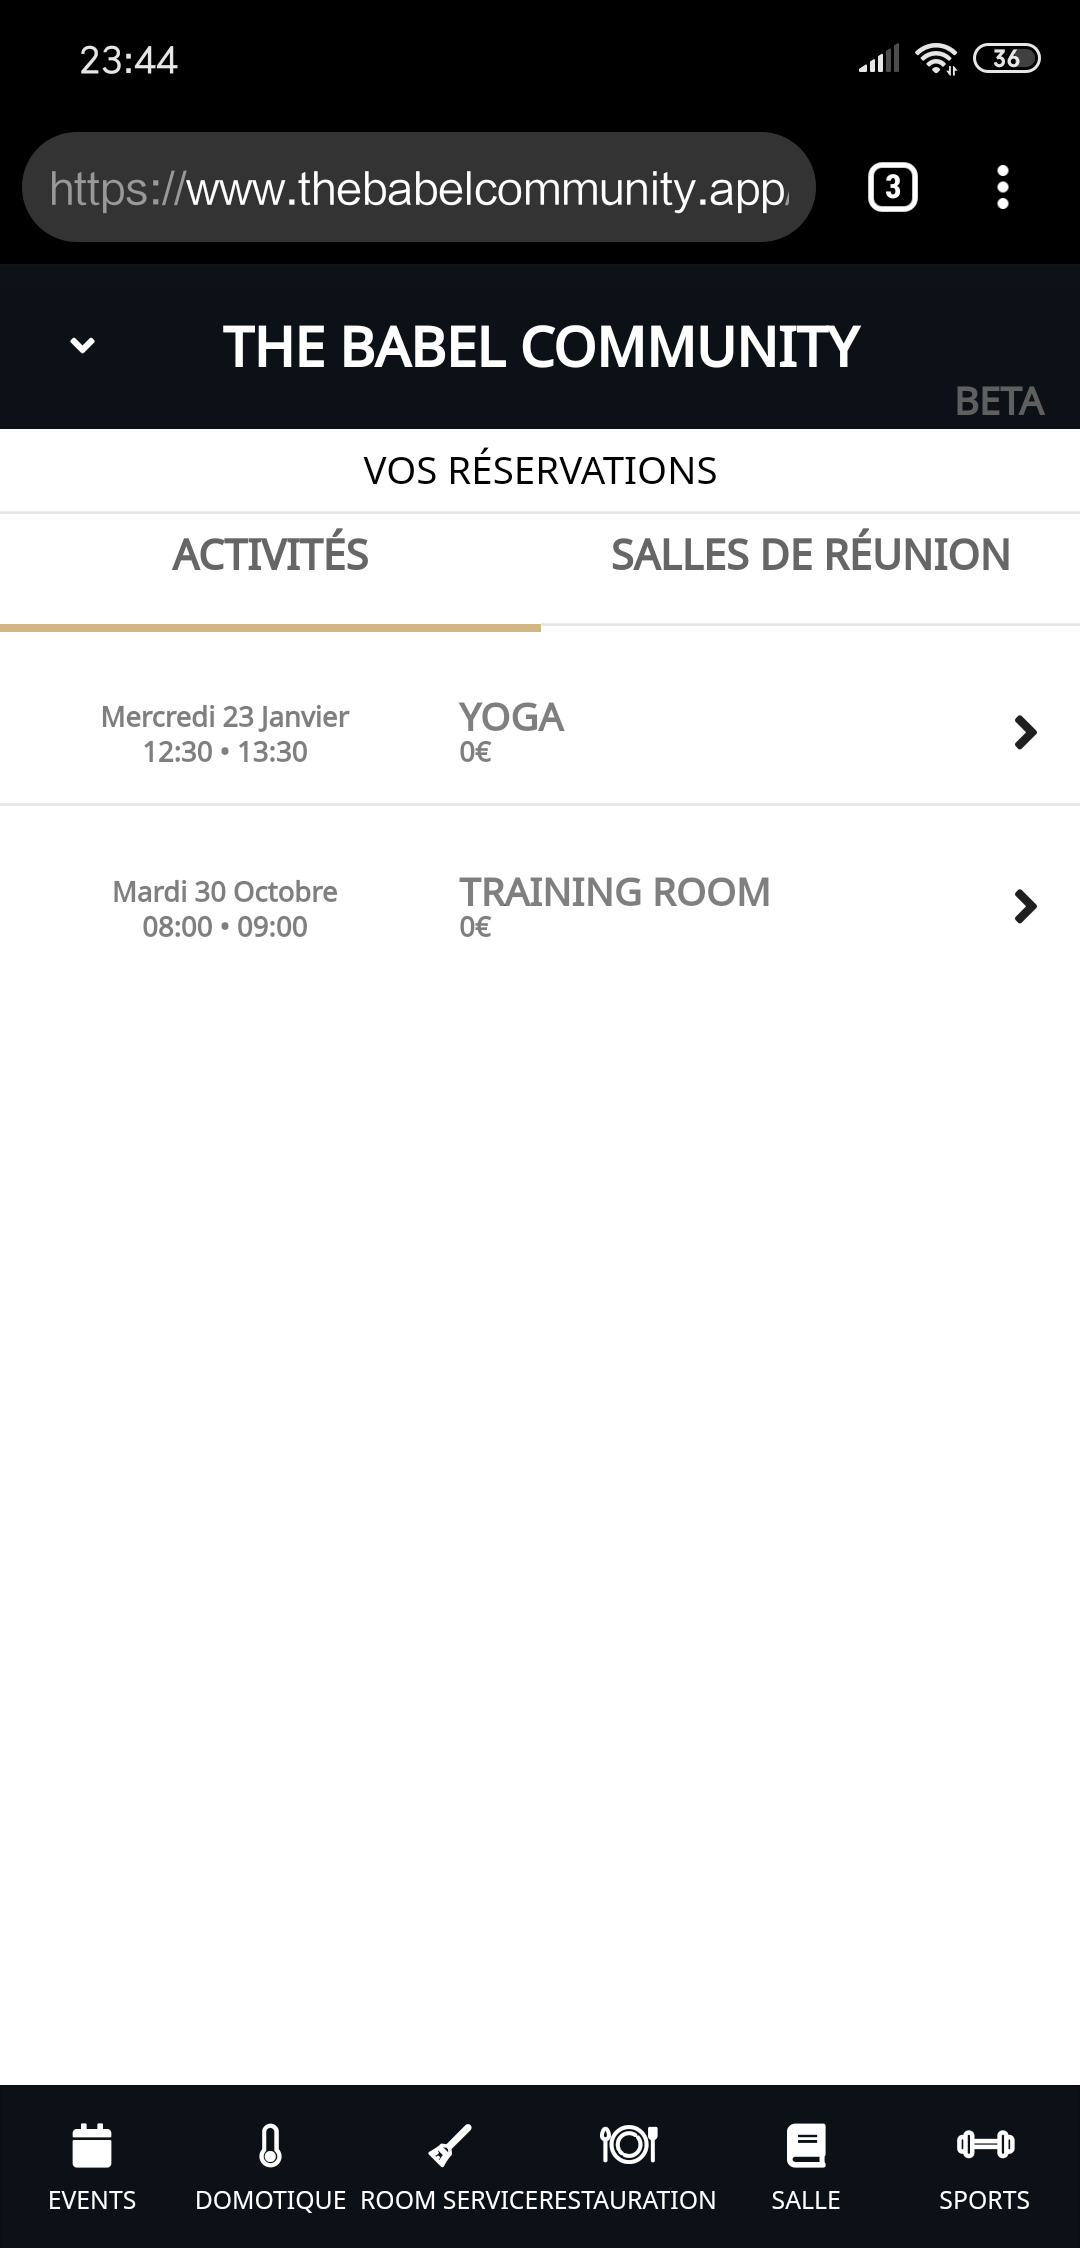 23:44
36
https://www.thebabelcommunity.app/
3
THE BABEL COMMUNITY
BETA
VOS RÉSERVATIONS
ACTIVITÉS SALLES DE RÉUNION
Mercredi 23 Janvier YOGA
12:30 • 13:30 0€
Mardi 30 Octobre TRAINING ROOM
08:00 • 09:00 0€
EVENTS DOMOTIQUE ROOM SERVICE RESTAURATION SALLE SPORTS